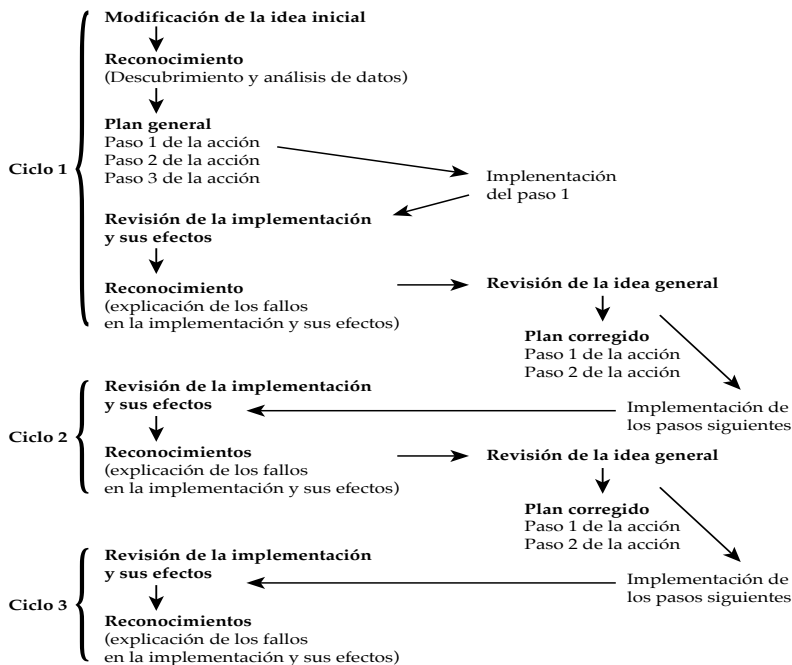 Modificación de la idea inicial
Reconocimiento
(Descubrimiento y análisis de datos)
Plan general
Paso 1 de la acción
Paso 2 de la acción
Paso 3 de la acción
Ciclo 1
Implenentación
del paso 1
Revisión de la implementación
y sus efectos
Reconocimiento
(explicación de los fallos
en la implementación y sus efectos)
Revisión de la idea general
Plan corregido
Paso 1 de la acción
Paso 2 de la acción
Implementación de
los pasos siguientes
Ciclo 2
Revisión de la implementación
y sus efectos
Reconocimientos
(explicación de los fallos
en la implementación y sus efectos)
Revisión de la idea general
Plan corregido
Paso 1 de la acción
Paso 2 de la acción
Implementación de
los pasos siguientes
Ciclo 3
Revisión de la implementación
y sus efectos
Reconocimientos
(explicación de los fallos
en la implementación y sus efectos)